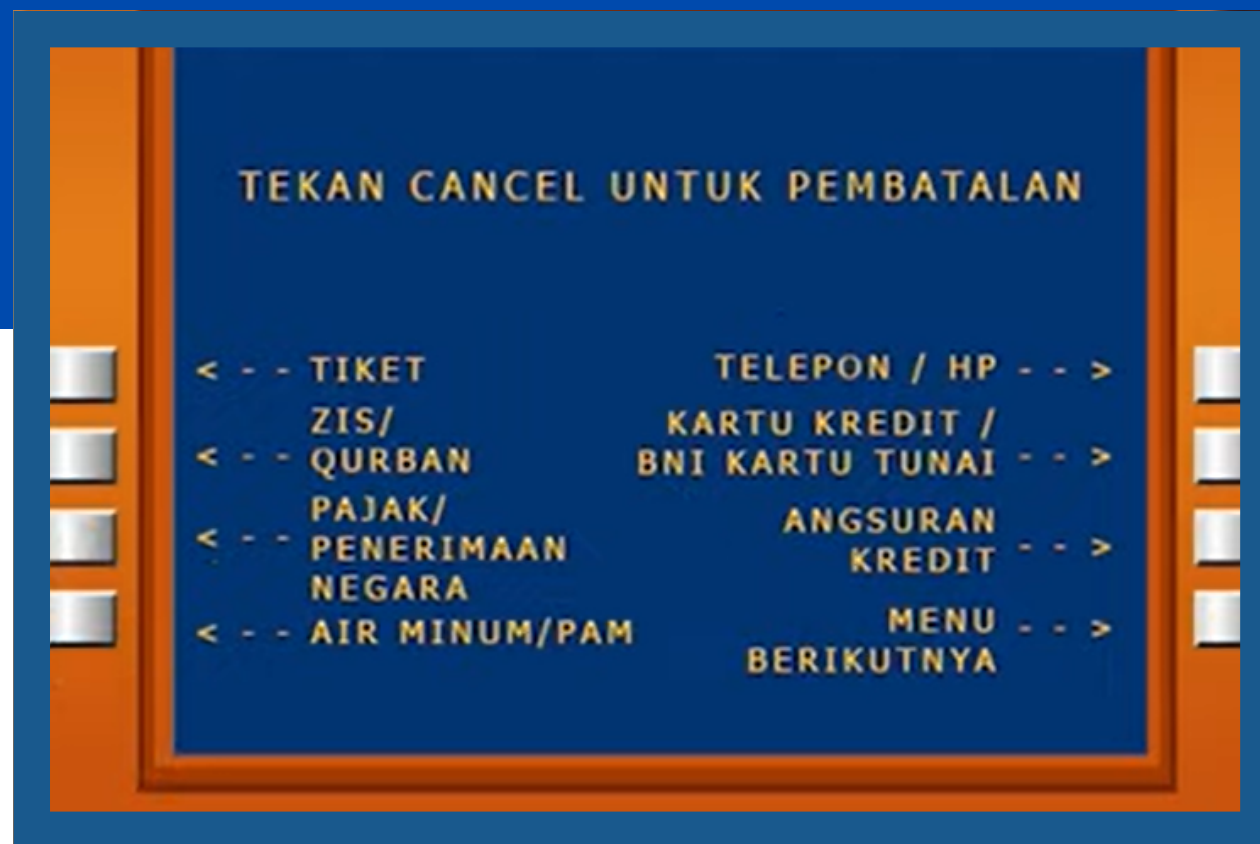 TEKAN CANCEL UNTUK PEMBATALAN
<-- TIKET
ZIS/
<-- QURBAN
PAJAK/
<-- PENERIMAAN
NEGARA
<-- AIR MINUM/PAM
TELEPON / HP -->
KARTU KREDIT /
BNI KARTU TUNAI -->
ANGSURAN
KREDIT -->
MENU
BERIKUTNYA -->